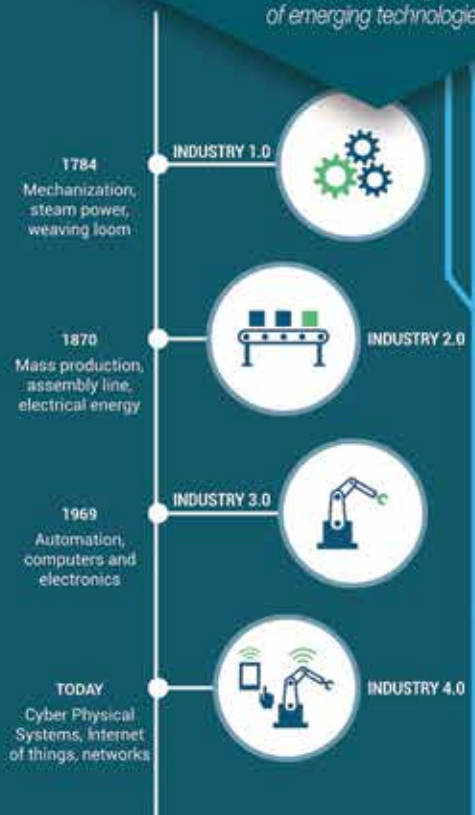 of emerging technologie
INDUSTRY 1.0
1784
Mechanization,
steam power,
weaving loom
INDUSTRY 2.0
1870
Mass production,
assembly line,
electrical energy
INDUSTRY 3.0
1969
Automation,
computers and
electronics
INDUSTRY 4.0
TODAY
Cyber Physical
Systems, Internet
of things, networks